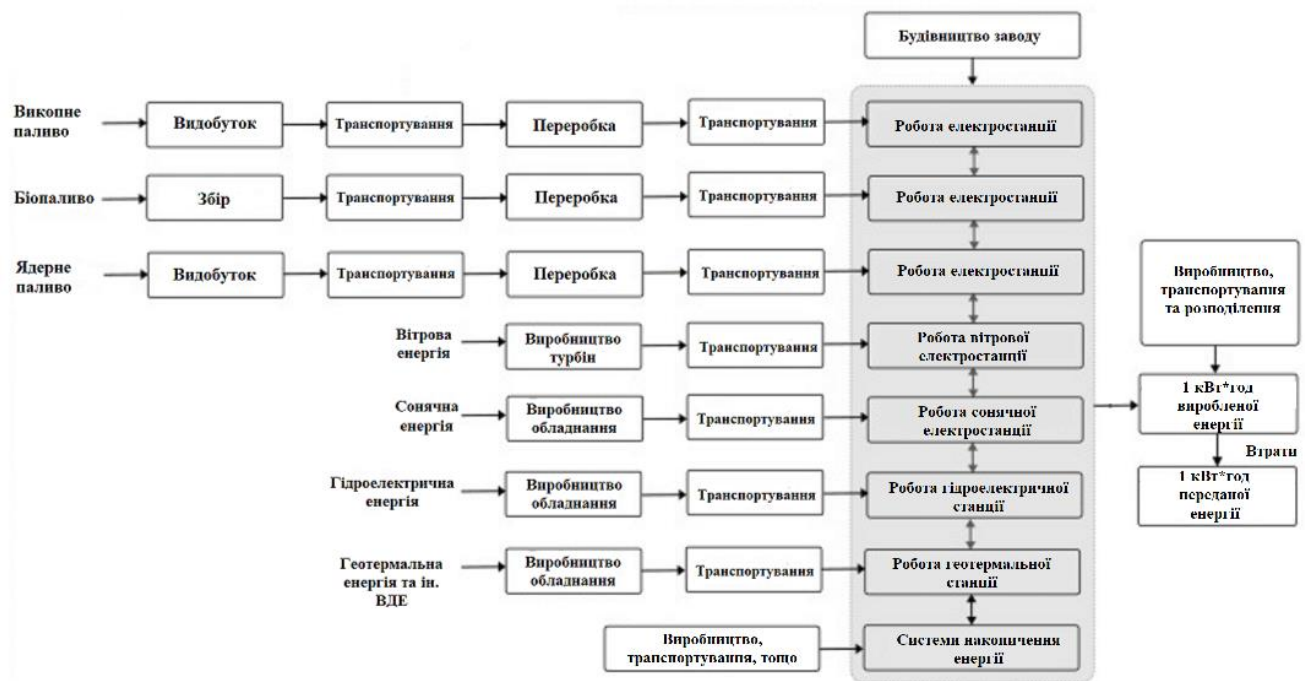 Будівництво заводу
Викопне
паливо
Видобуток
Транспортування
Переробка
Транспортування
Робота електростанції
Біопаливо
Збір
Транспортування
Переробка
Транспортування
Робота електростанції
Ядерне
паливо
Видобуток
Транспортування
Переробка
Транспортування
Робота електростанції
Виробництво,
транспортування
та розподілення
Вітрова
енергія
Виробництво
турбін
Транспортування
Робота вітрової
електростанції
Сонячна
енергія
Виробництво
обладнання
Транспортування
Робота сонячної
електростанції
1 кВт*год
виробленої
енергії
Втрати
Гідроелектрична
енергія
Виробництво
обладнання
Транспортування
Робота гідроелектричної
станції
1 кВт*год
переданої
енергії
Геотермальна
енергія та ін.
ВДЕ
Виробництво
обладнання
Транспортування
Робота геотермальної
станції
Виробництво,
транспортування, тощо
Системи накопичення
енергії